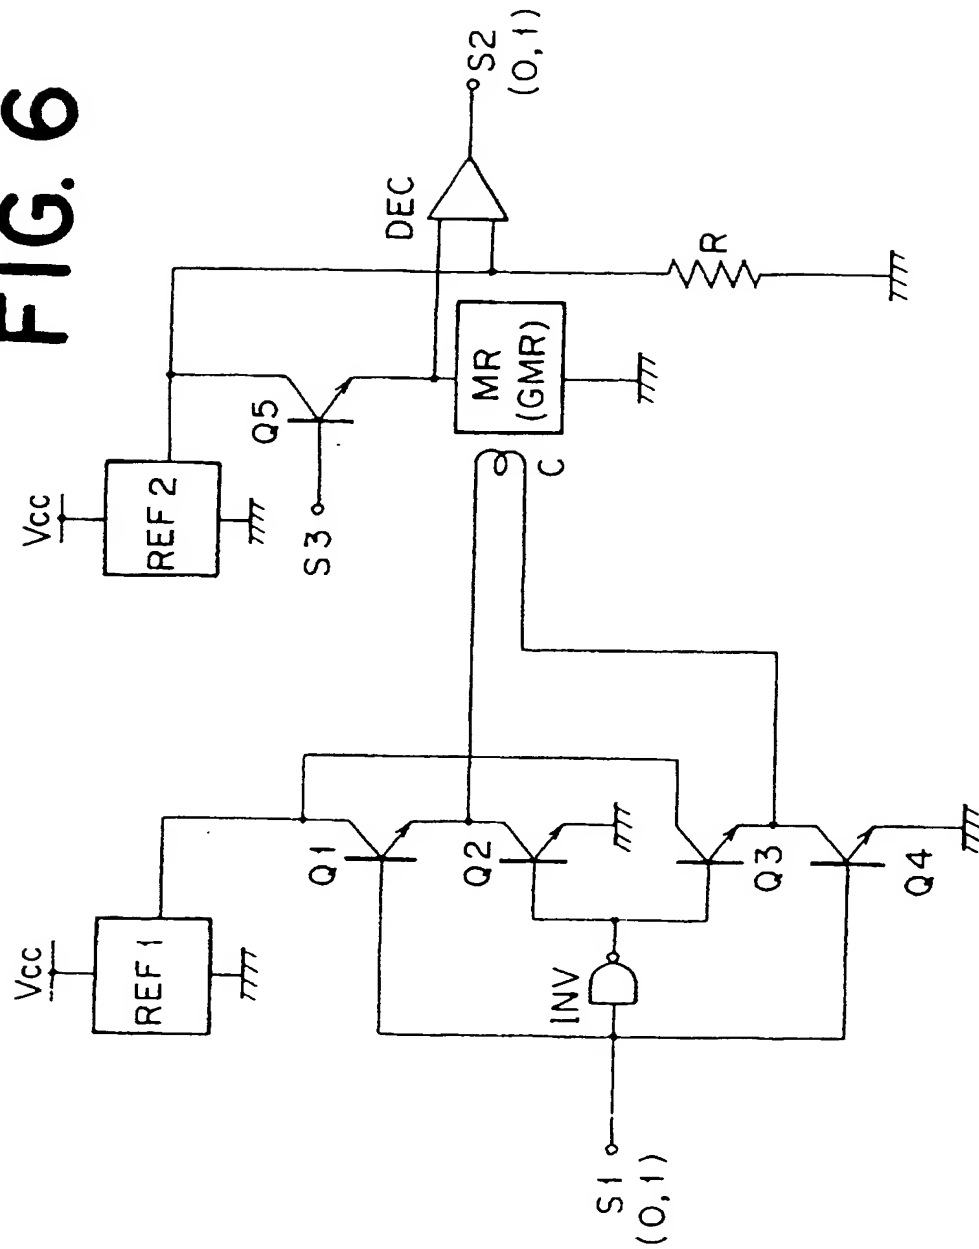 FIG. 6
Vcc
REF 1
Vcc
REF 2
Q1
Q2
Q3
Q4
Q5
S3
INV
S1
(0, 1)
C
MR
(GMR)
DEC
R
S2
(0, 1)